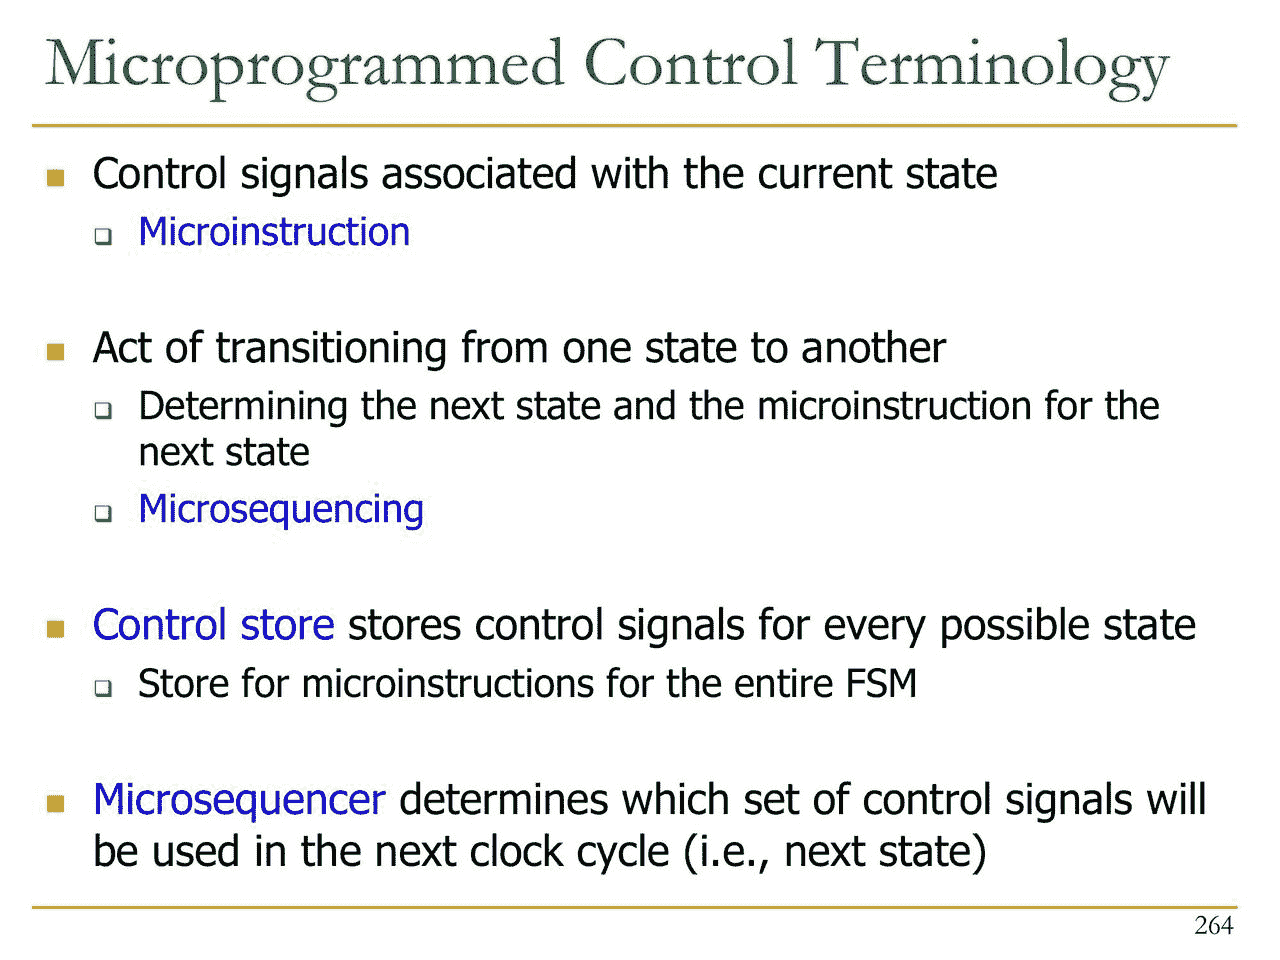 Microprogrammed Control Terminology
Control signals associated with the current state
Microinstruction
Act of transitioning from one state to another
Determining the next state and the microinstruction for the
next state
Microsequencing
Control store stores control signals for every possible state
Store for microinstructions for the entire FSM
Microsequencer determines which set of control signals will
be used in the next clock cycle (i.e., next state)
264